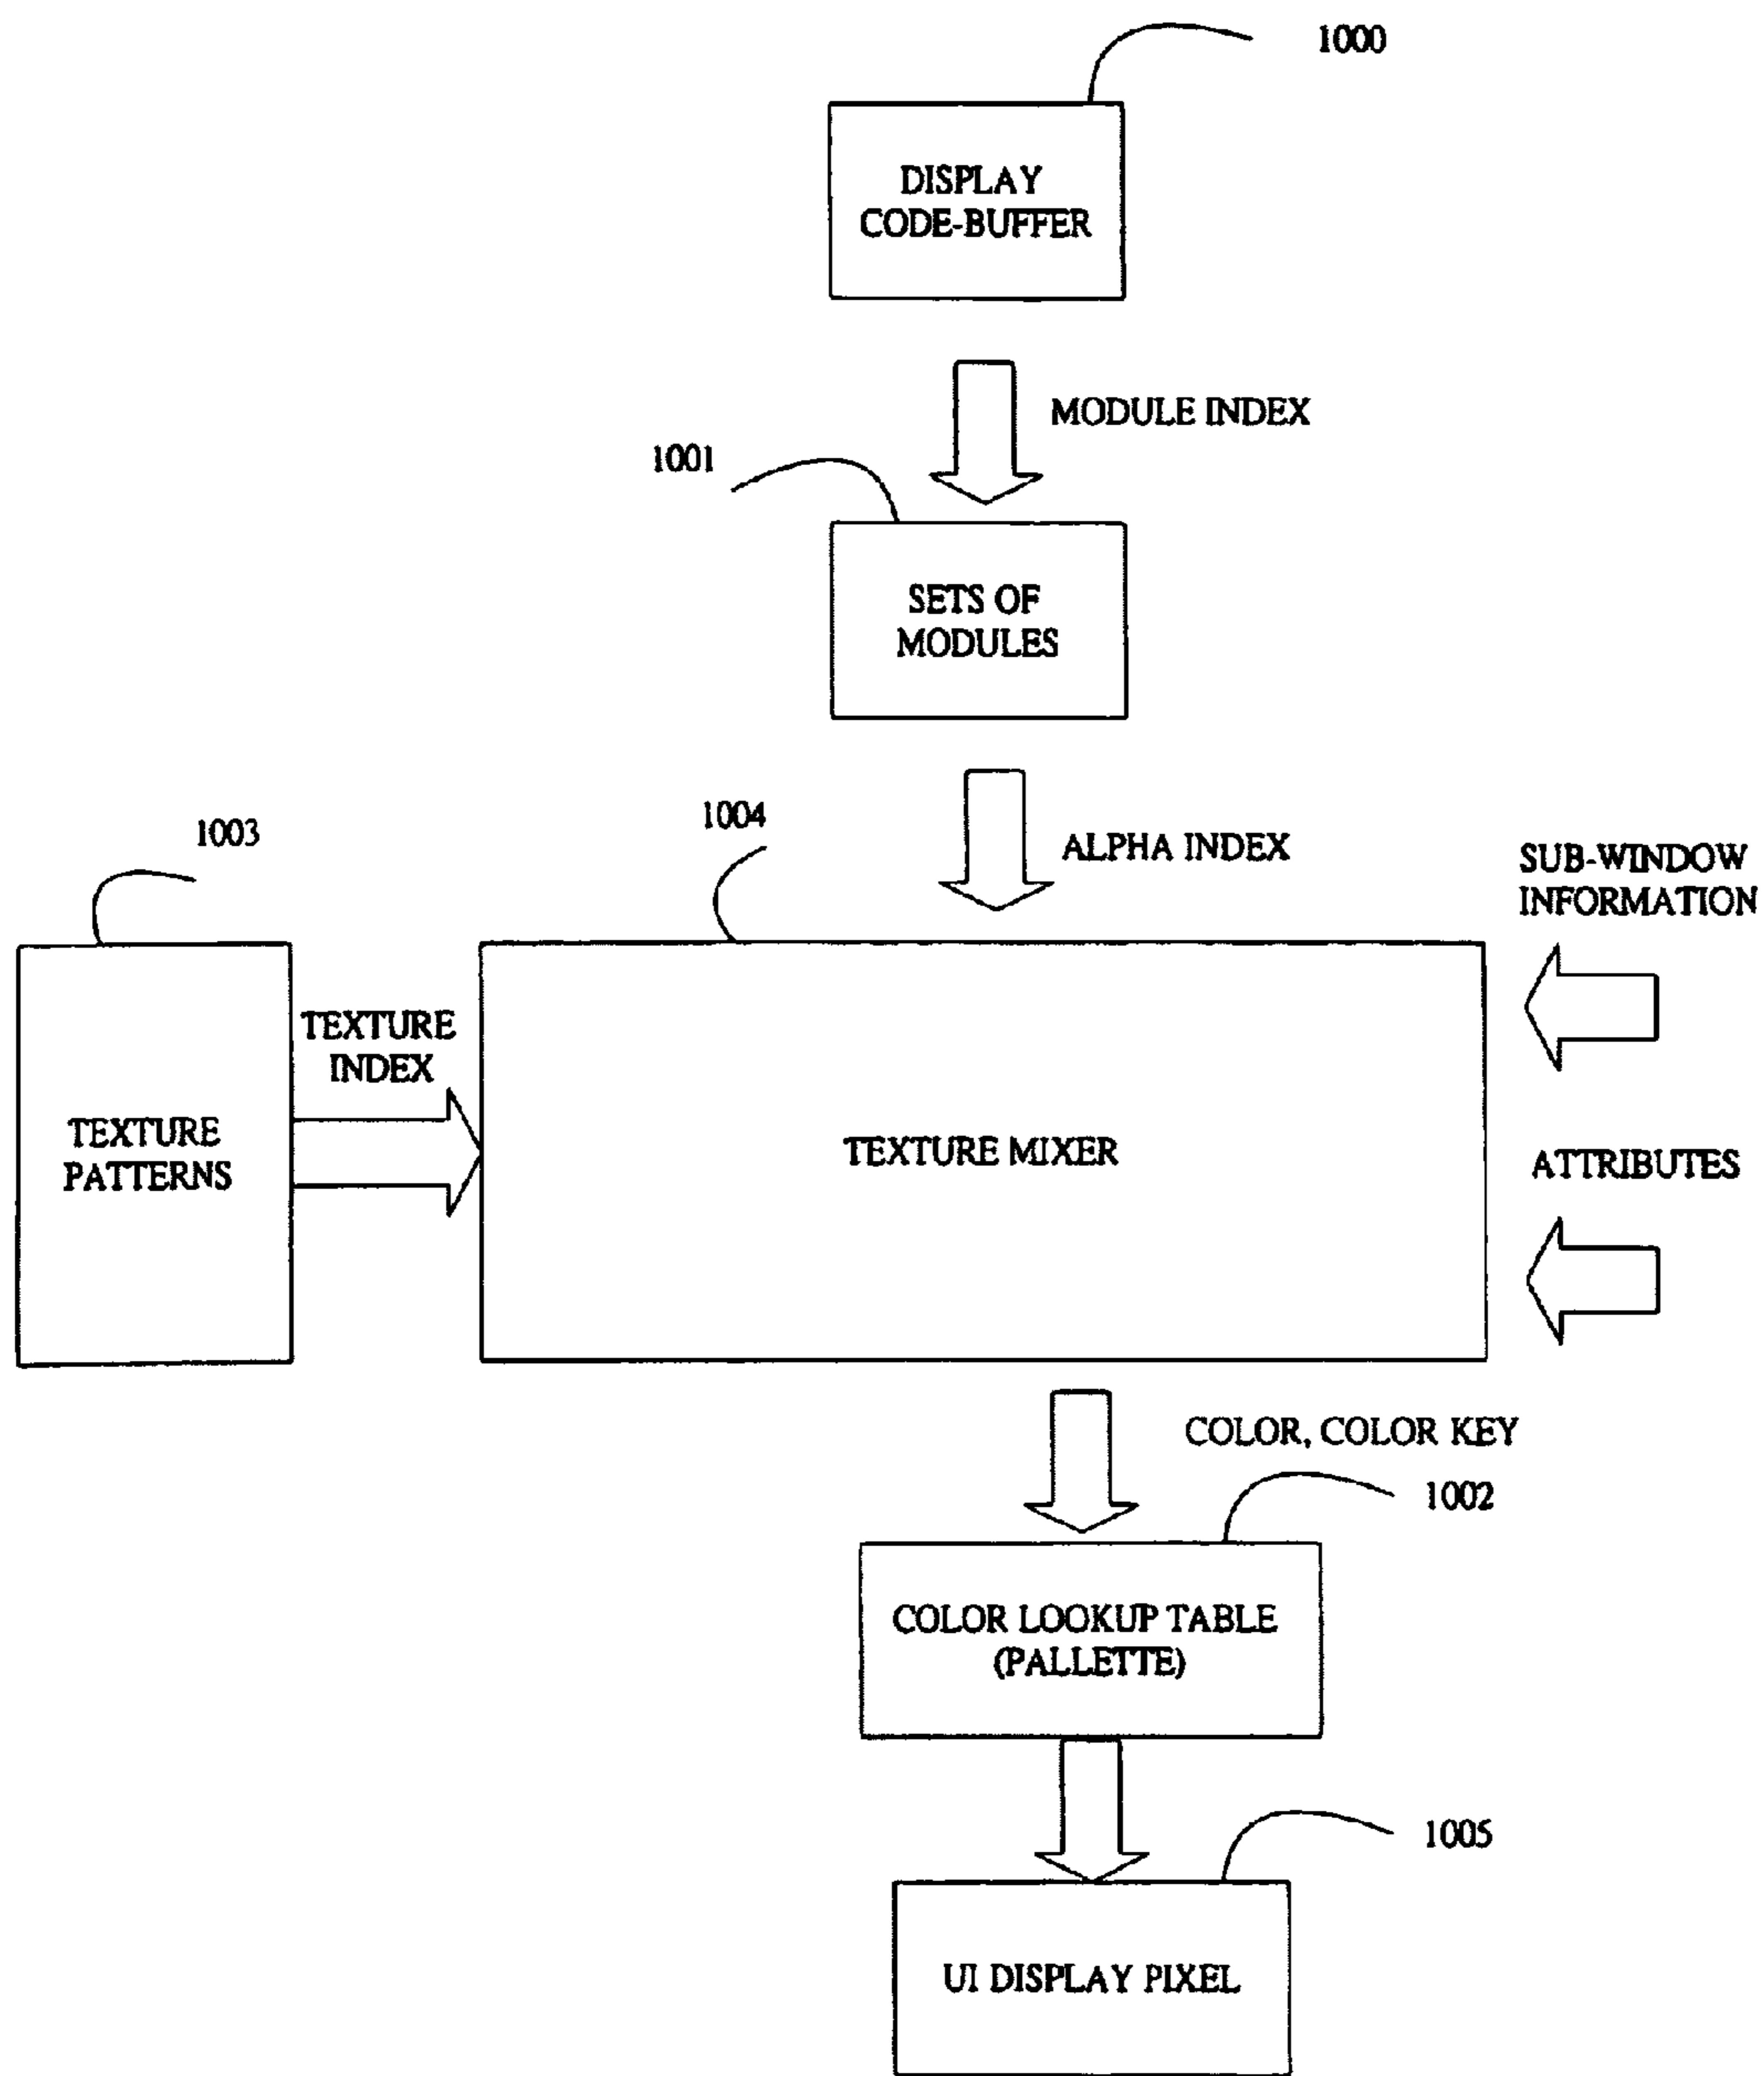 1000
DISPLAY
CODE-BUFFER
MODULE INDEX
1001
SETS OF
MODULES
1003
1004
ALPHA INDEX
SUB-WINDOW
INFORMATION
TEXTURE
INDEX
TEXTURE
PATTERNS
TEXTURE MIXER
ATTRIBUTES
COLOR, COLOR KEY
1002
COLOR LOOKUP TABLE
(PALLETTE)
1005
UI DISPLAY PIXEL